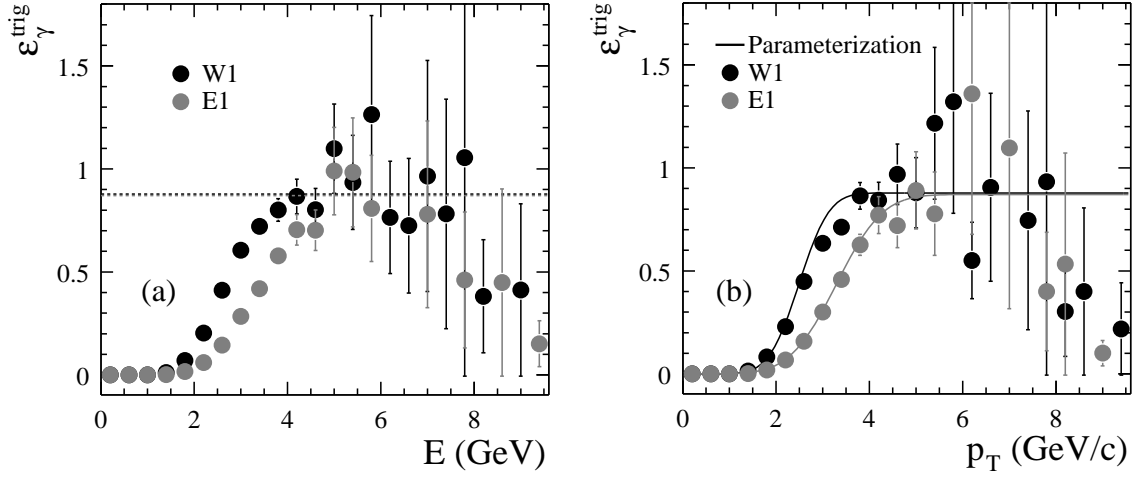 ε_γ^trig
1.5
1
0.5
0
W1
E1
(a)
0 2 4 6 8
E (GeV)
ε_γ^trig
1.5
1
0.5
0
Parameterization
W1
E1
(b)
0 2 4 6 8
p_T (GeV/c)